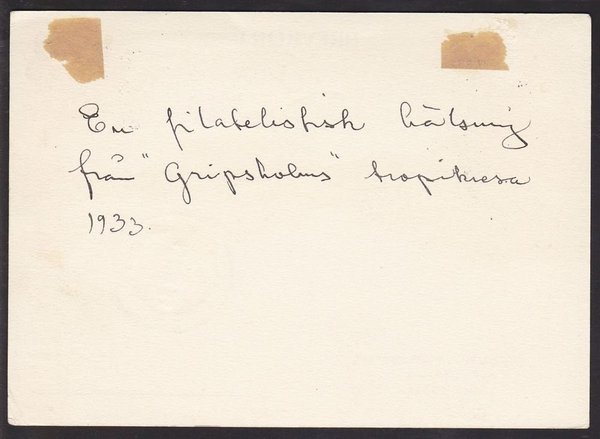 En filatelistisk hälsning
från "Gripsholms" tropikresa
1933.